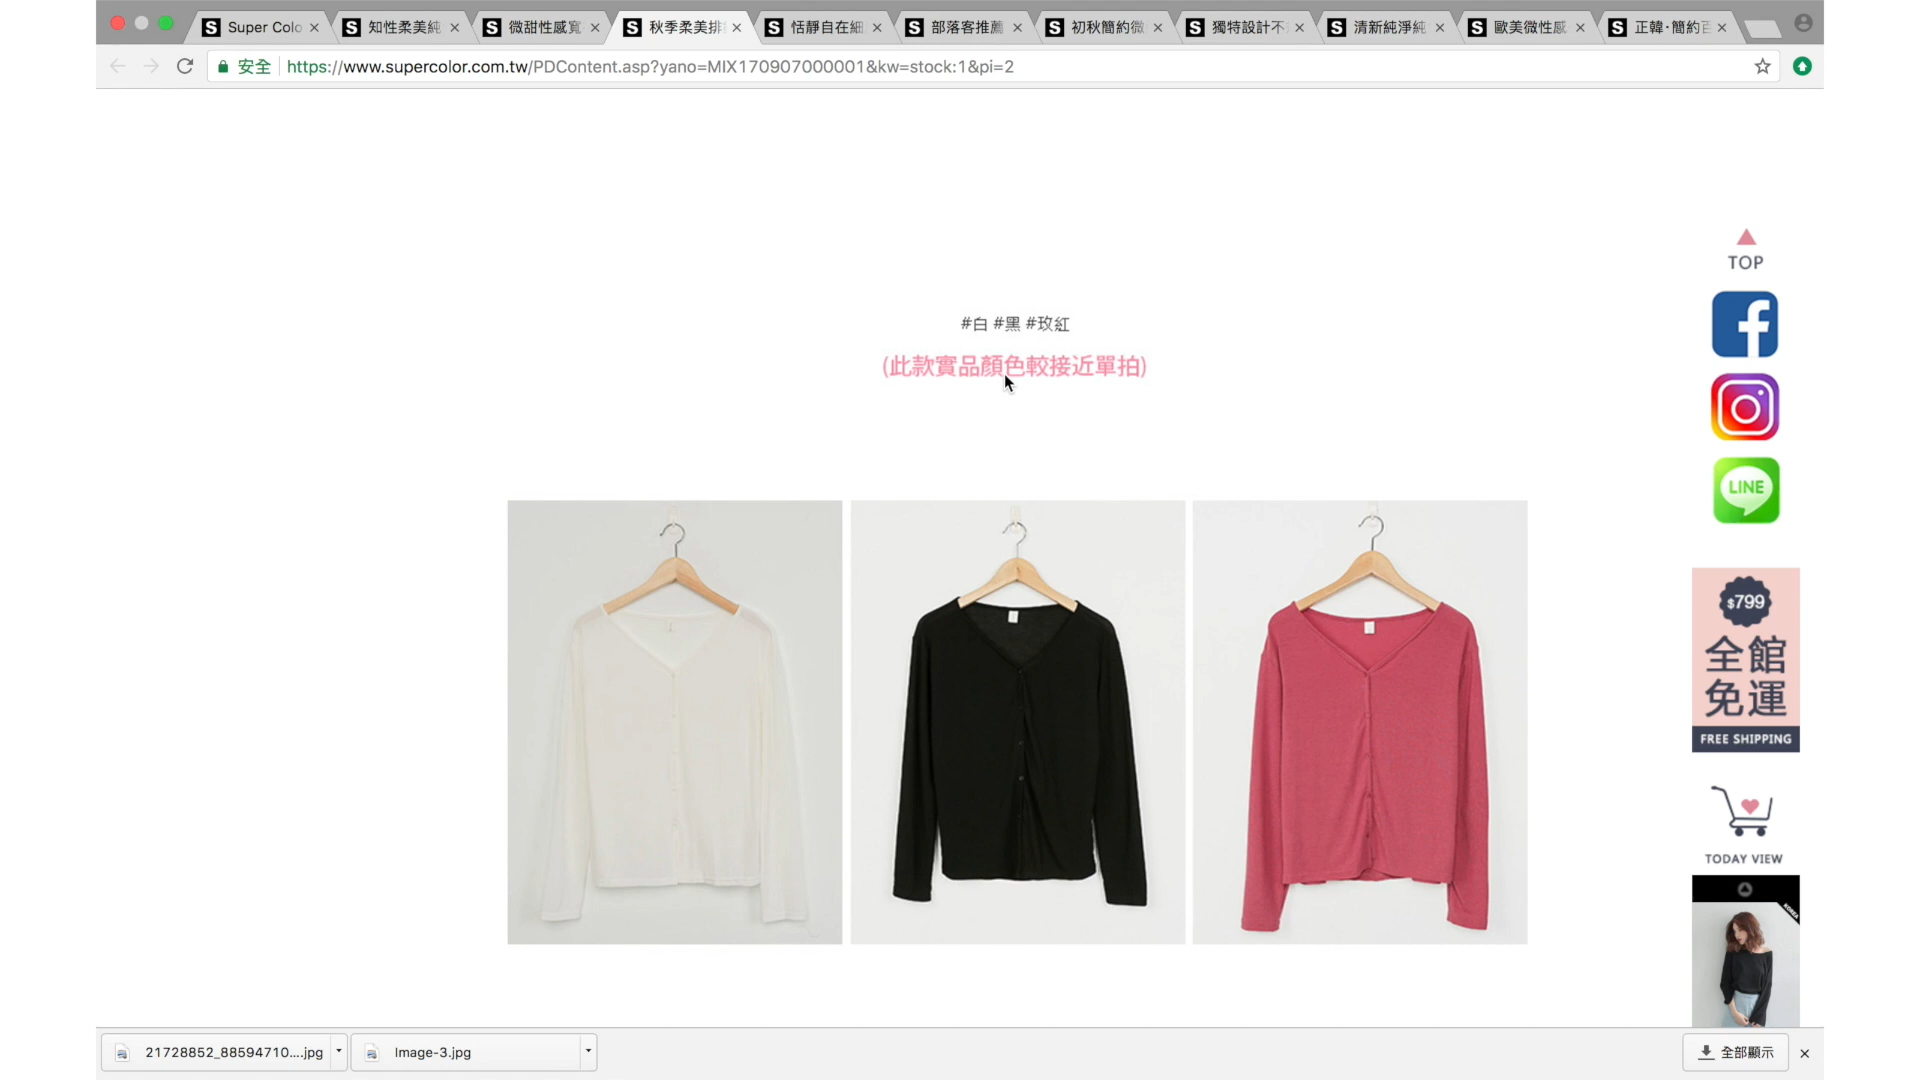 Super Colo
知性柔美純
微甜性感寬
秋季柔美排
恬靜自在細
部落客推薦
初秋簡約微
獨特設計不
清新純淨純
歐美微性感
正韓·簡約百
安全
https://www.supercolor.com.tw/PDContent.asp?yano=MIX170907000001&kw=stock:1&pi=2
TOP
#白 #黑 #玫紅
(此款實品顏色較接近單拍)
LINE
$799
全館
免運
FREE SHIPPING
TODAY VIEW
KOREA
21728852_88594710....jpg
Image-3.jpg
全部顯示